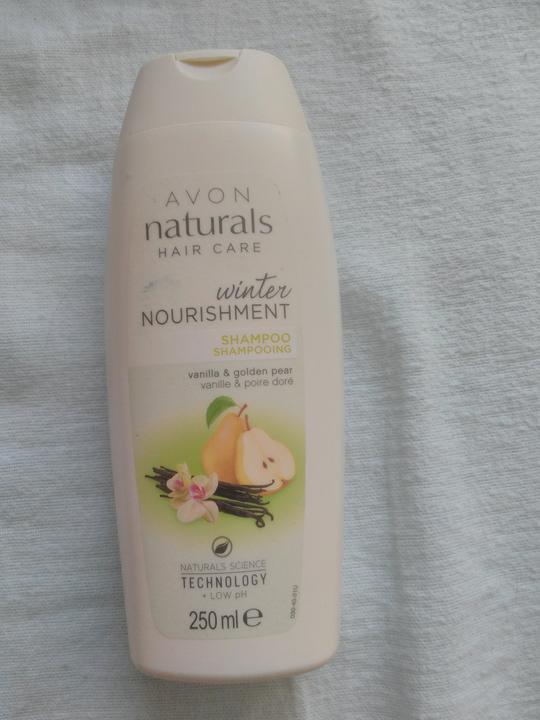 AVON
naturals
HAIR CARE
winter
NOURISHMENT
SHAMPOO
SHAMPOOING
vanilla & golden pear
vanille & poire doré
NATURALS SCIENCE
TECHNOLOGY
+ LOW pH
250 ml e